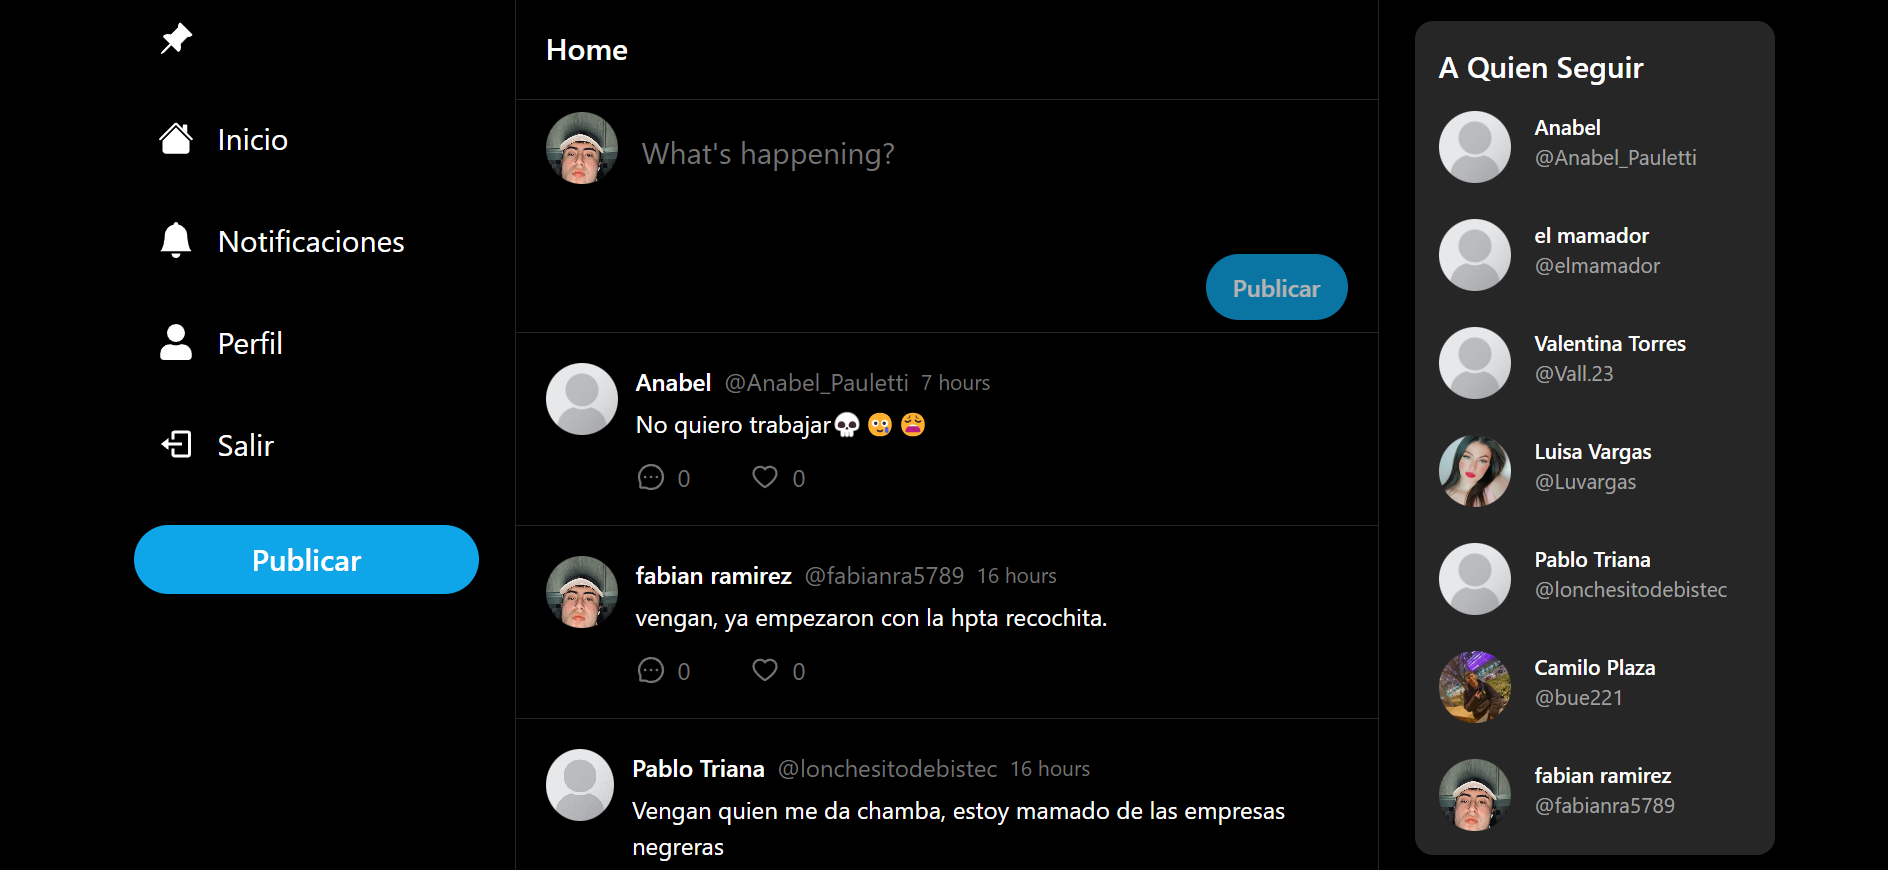 Inicio
Notificaciones
Perfil
Salir
Publicar
Home
What's happening?
Publicar
Anabel @Anabel_Pauletti 7 hours
No quiero trabajar💀🥲😩
0 0
fabian ramirez @fabianra5789 16 hours
vengan, ya empezaron con la hpta recochita.
0 0
Pablo Triana @lonchesitodebistec 16 hours
Vengan quien me da chamba, estoy mamado de las empresas
negreras
A Quien Seguir
Anabel
@Anabel_Pauletti
el mamador
@elmamador
Valentina Torres
@Vall.23
Luisa Vargas
@Luvargas
Pablo Triana
@lonchesitodebistec
Camilo Plaza
@bue221
fabian ramirez
@fabianra5789